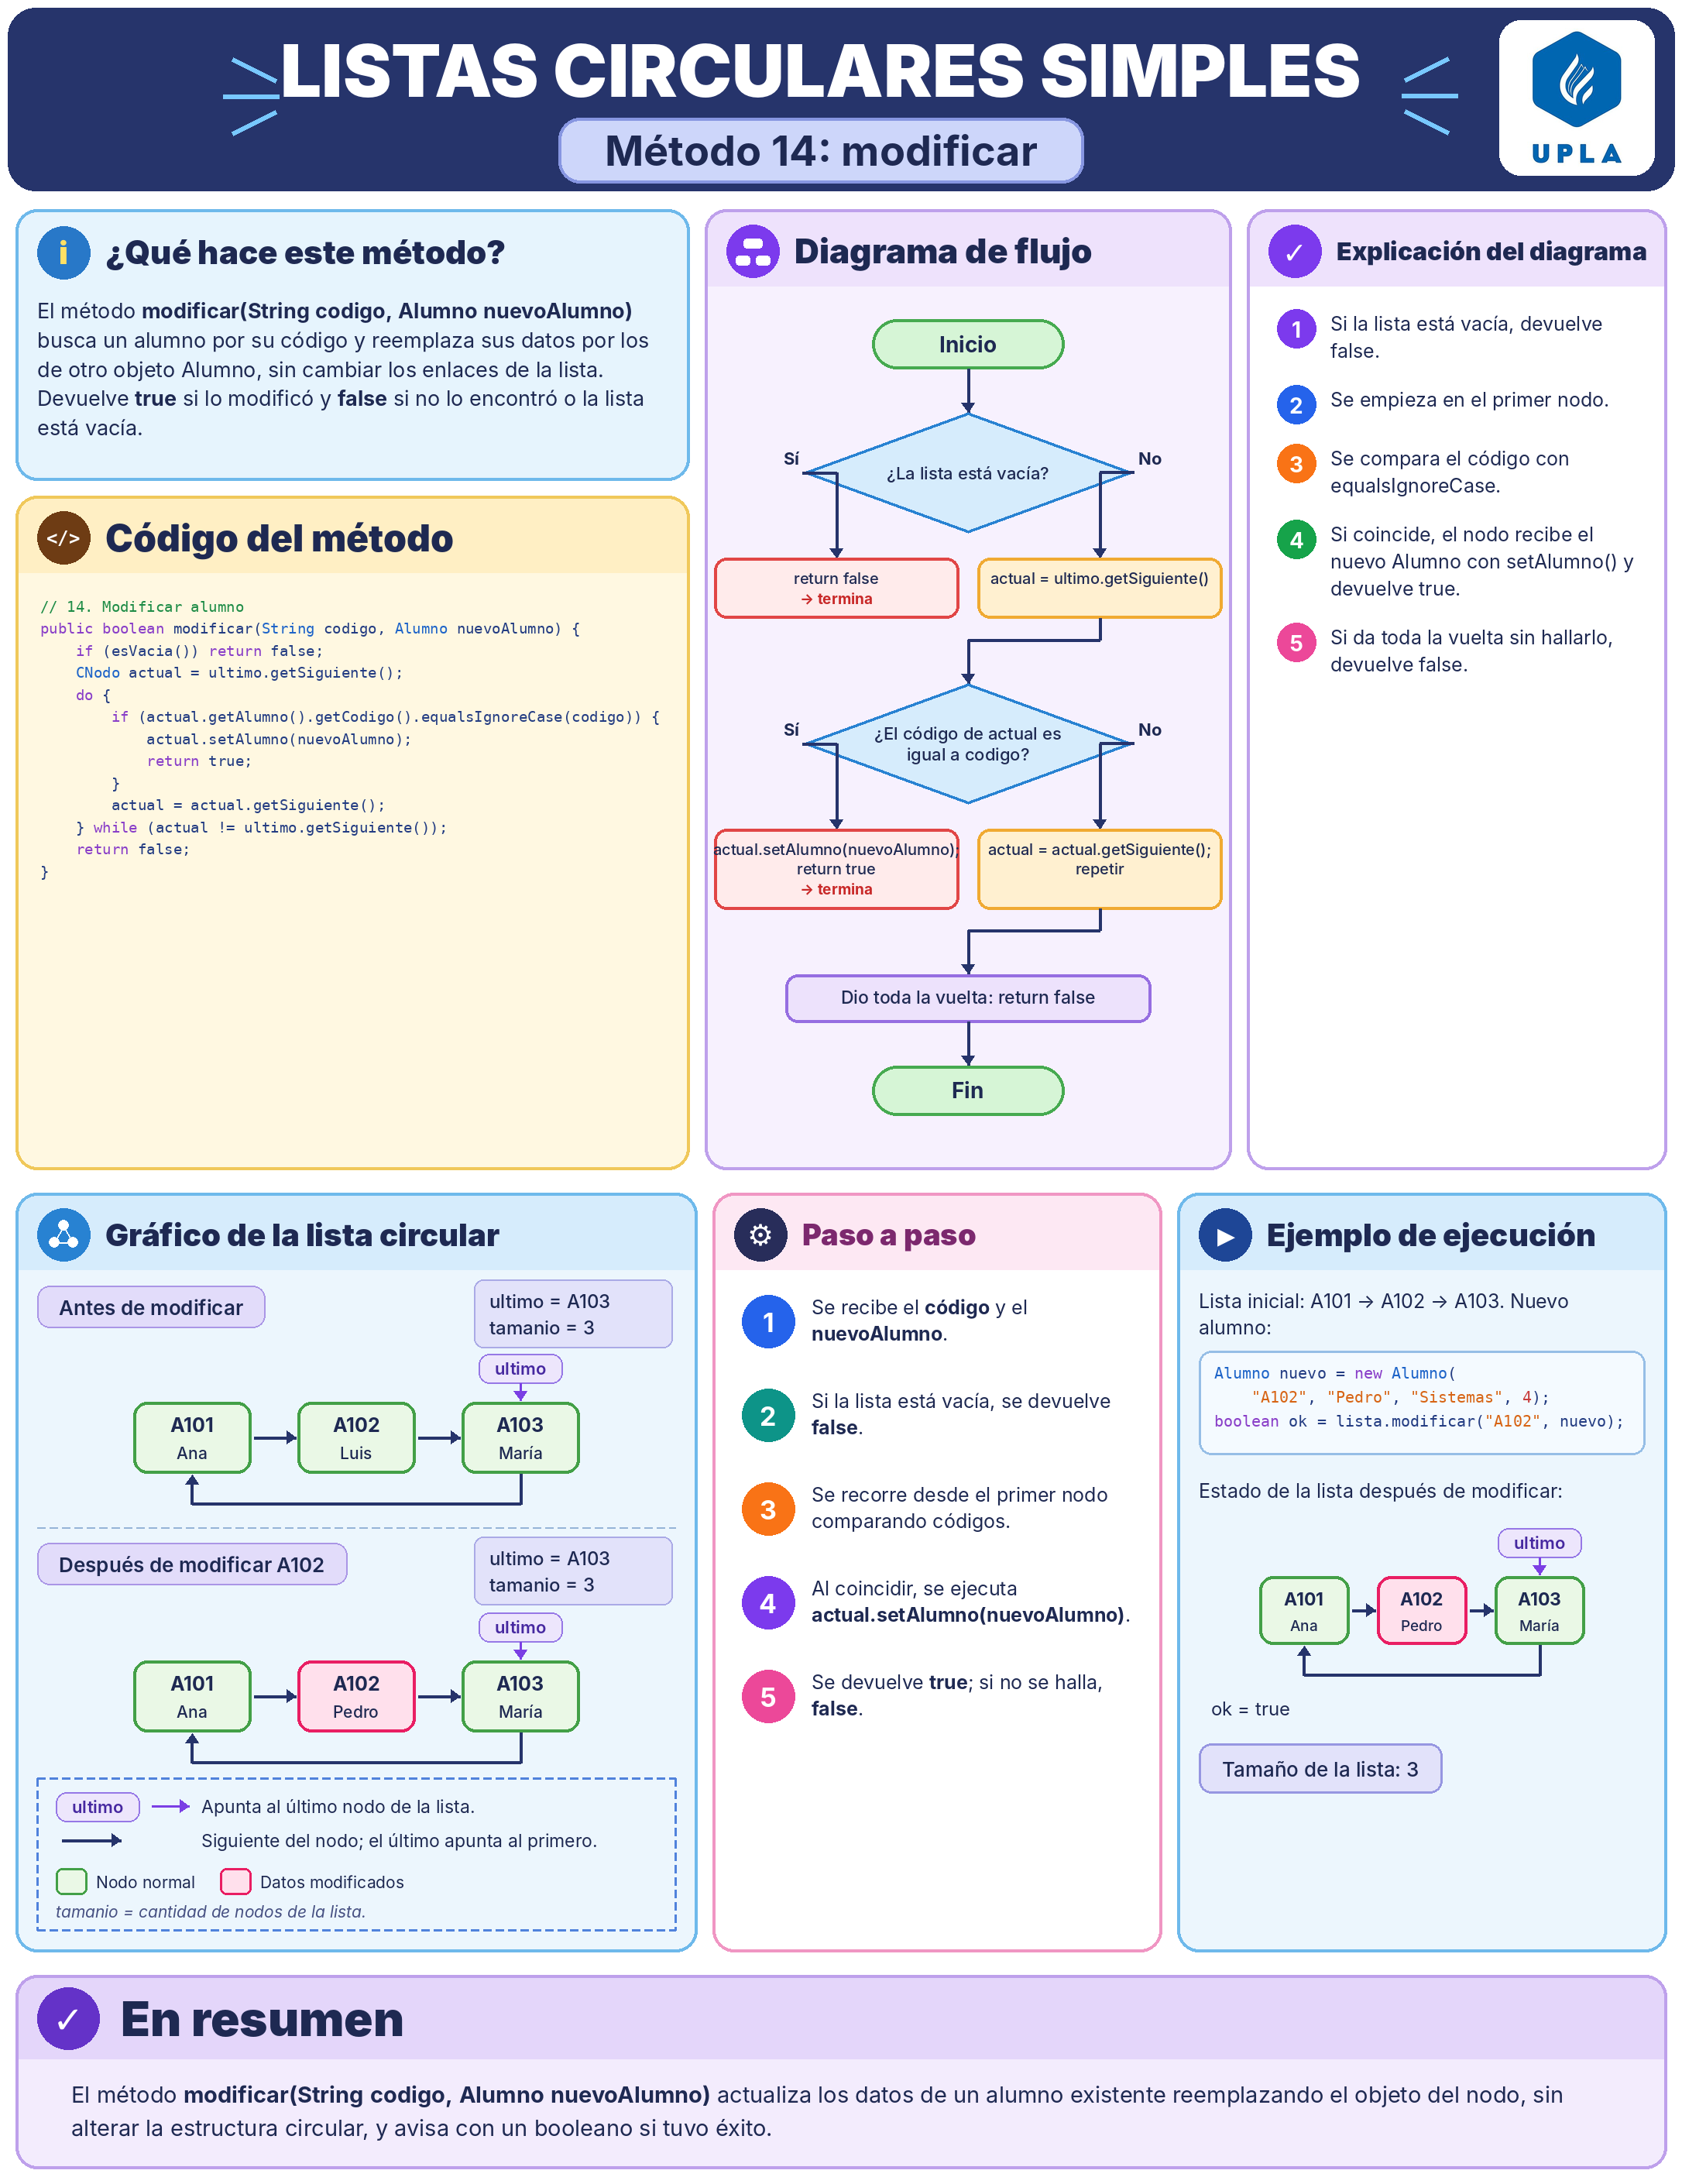 LISTAS CIRCULARES SIMPLES
Método 14: modificar
UPLA
¿Qué hace este método?
El método modificar(String codigo, Alumno nuevoAlumno)
busca un alumno por su código y reemplaza sus datos por los
de otro objeto Alumno, sin cambiar los enlaces de la lista.
Devuelve true si lo modificó y false si no lo encontró o la lista
está vacía.
</> Código del método
// 14. Modificar alumno
public boolean modificar(String codigo, Alumno nuevoAlumno) {
    if (esVacia()) return false;
    CNodo actual = ultimo.getSiguiente();
    do {
        if (actual.getAlumno().getCodigo().equalsIgnoreCase(codigo)) {
            actual.setAlumno(nuevoAlumno);
            return true;
        }
        actual = actual.getSiguiente();
    } while (actual != ultimo.getSiguiente());
    return false;
}
Diagrama de flujo
Inicio
¿La lista está vacía?
Sí
No
return false
→ termina
actual = ultimo.getSiguiente()
¿El código de actual es
igual a codigo?
Sí
No
actual.setAlumno(nuevoAlumno);
return true
→ termina
actual = actual.getSiguiente();
repetir
Dio toda la vuelta: return false
Fin
✓ Explicación del diagrama
1 Si la lista está vacía, devuelve
false.
2 Se empieza en el primer nodo.
3 Se compara el código con
equalsIgnoreCase.
4 Si coincide, el nodo recibe el
nuevo Alumno con setAlumno() y
devuelve true.
5 Si da toda la vuelta sin hallarlo,
devuelve false.
Gráfico de la lista circular
Antes de modificar
ultimo = A103
tamanio = 3
ultimo
A101
Ana
A102
Luis
A103
María
Después de modificar A102
ultimo = A103
tamanio = 3
ultimo
A101
Ana
A102
Pedro
A103
María
ultimo Apunta al último nodo de la lista.
Siguiente del nodo; el último apunta al primero.
Nodo normal Datos modificados
tamanio = cantidad de nodos de la lista.
Paso a paso
1 Se recibe el código y el
nuevoAlumno.
2 Si la lista está vacía, se devuelve
false.
3 Se recorre desde el primer nodo
comparando códigos.
4 Al coincidir, se ejecuta
actual.setAlumno(nuevoAlumno).
5 Se devuelve true; si no se halla,
false.
Ejemplo de ejecución
Lista inicial: A101 → A102 → A103. Nuevo
alumno:
Alumno nuevo = new Alumno(
    "A102", "Pedro", "Sistemas", 4);
boolean ok = lista.modificar("A102", nuevo);
Estado de la lista después de modificar:
ultimo
A101
Ana
A102
Pedro
A103
María
ok = true
Tamaño de la lista: 3
✓ En resumen
El método modificar(String codigo, Alumno nuevoAlumno) actualiza los datos de un alumno existente reemplazando el objeto del nodo, sin
alterar la estructura circular, y avisa con un booleano si tuvo éxito.